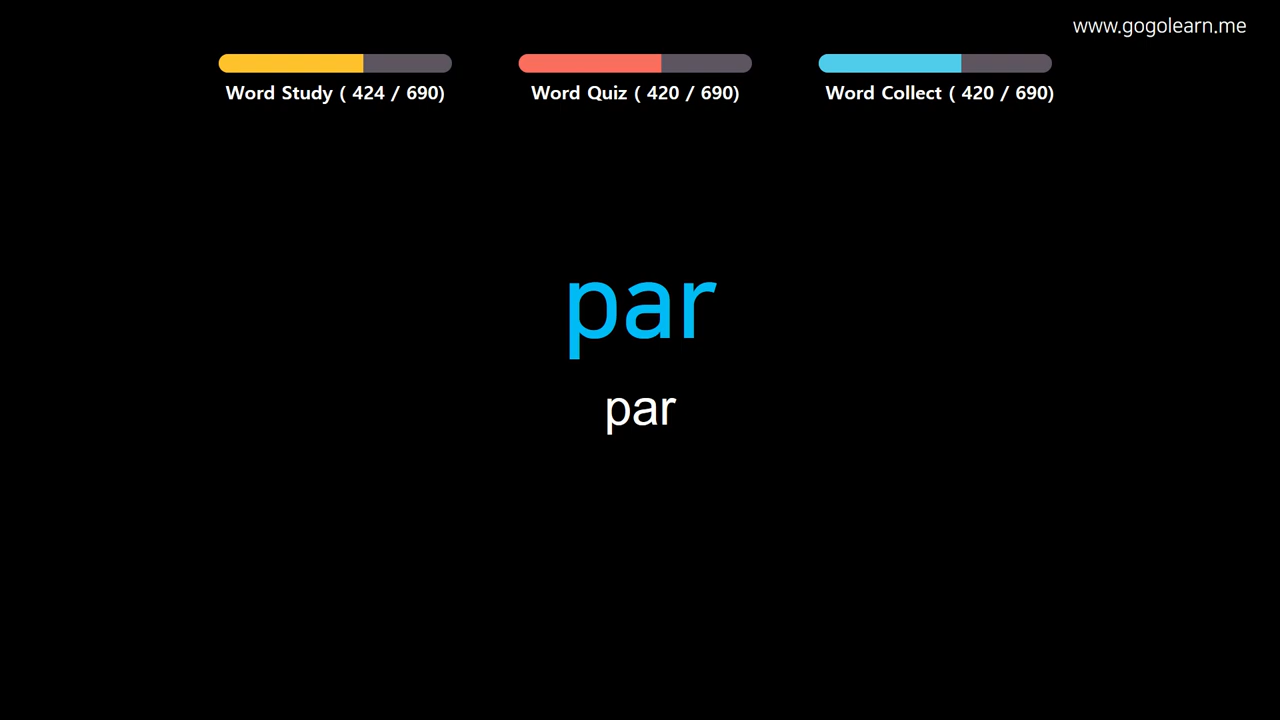 www.gogolearn.me
Word Study ( 424 / 690)
Word Quiz ( 420 / 690)
Word Collect ( 420 / 690)
par
par